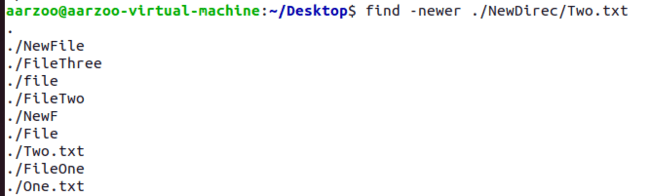 aarzoo@aarzoo-virtual-machine:~/Desktop$ find -newer ./NewDirec/Two.txt
.
./NewFile
./FileThree
./file
./FileTwo
./NewF
./File
./Two.txt
./FileOne
./One.txt